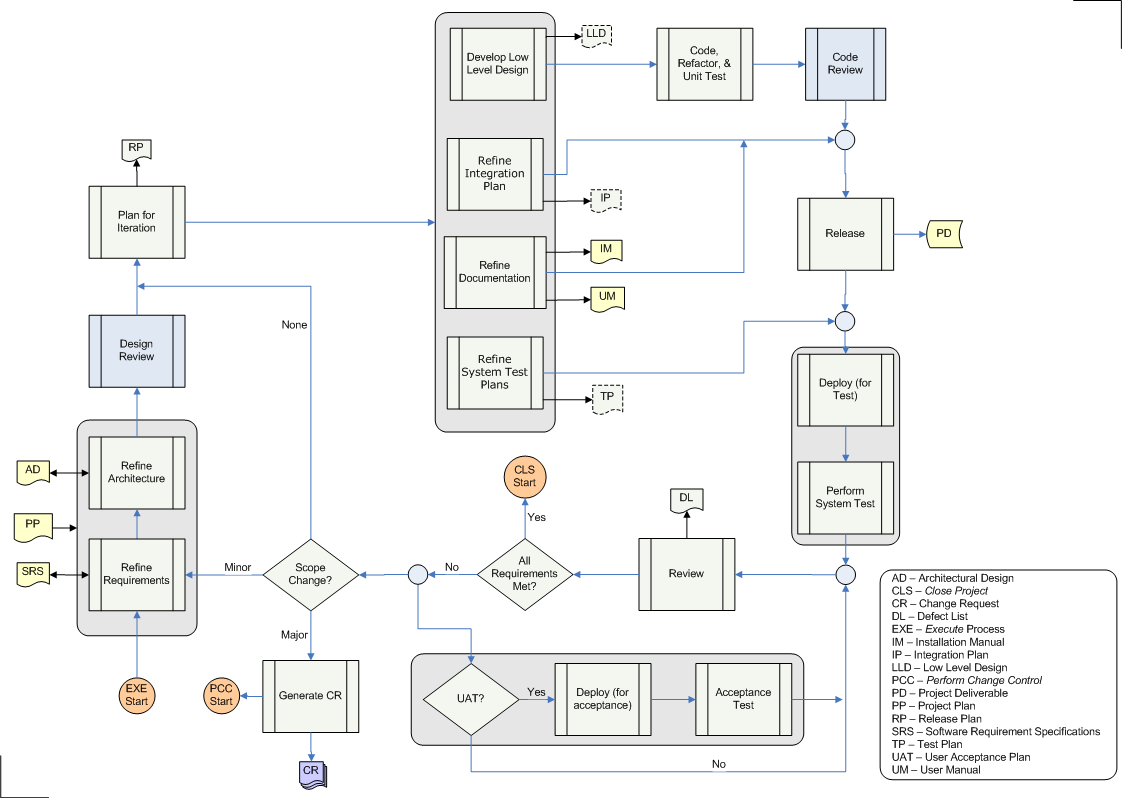 LLD
Develop Low
Level Design
Code,
Refactor, &
Unit Test
Code
Review
RP
Plan for
Iteration
Refine
Integration
Plan
IP
Release
PD
Refine
Documentation
IM
UM
None
Design
Review
Refine
System Test
Plans
TP
Deploy (for
Test)
Perform
System Test
AD
Refine
Architecture
PP
SRS
Refine
Requirements
Minor
Scope
Change?
No
All
Requirements
Met?
Yes
CLS
Start
DL
Review
Major
EXE
Start
PCC
Start
Generate CR
CR
UAT?
Yes
Deploy (for
acceptance)
Acceptance
Test
No
AD – Architectural Design
CLS – Close Project
CR – Change Request
DL – Defect List
EXE – Execute Process
IM – Installation Manual
IP – Integration Plan
LLD – Low Level Design
PCC – Perform Change Control
PD – Project Deliverable
PP – Project Plan
RP – Release Plan
SRS – Software Requirement Specifications
TP – Test Plan
UAT – User Acceptance Plan
UM – User Manual